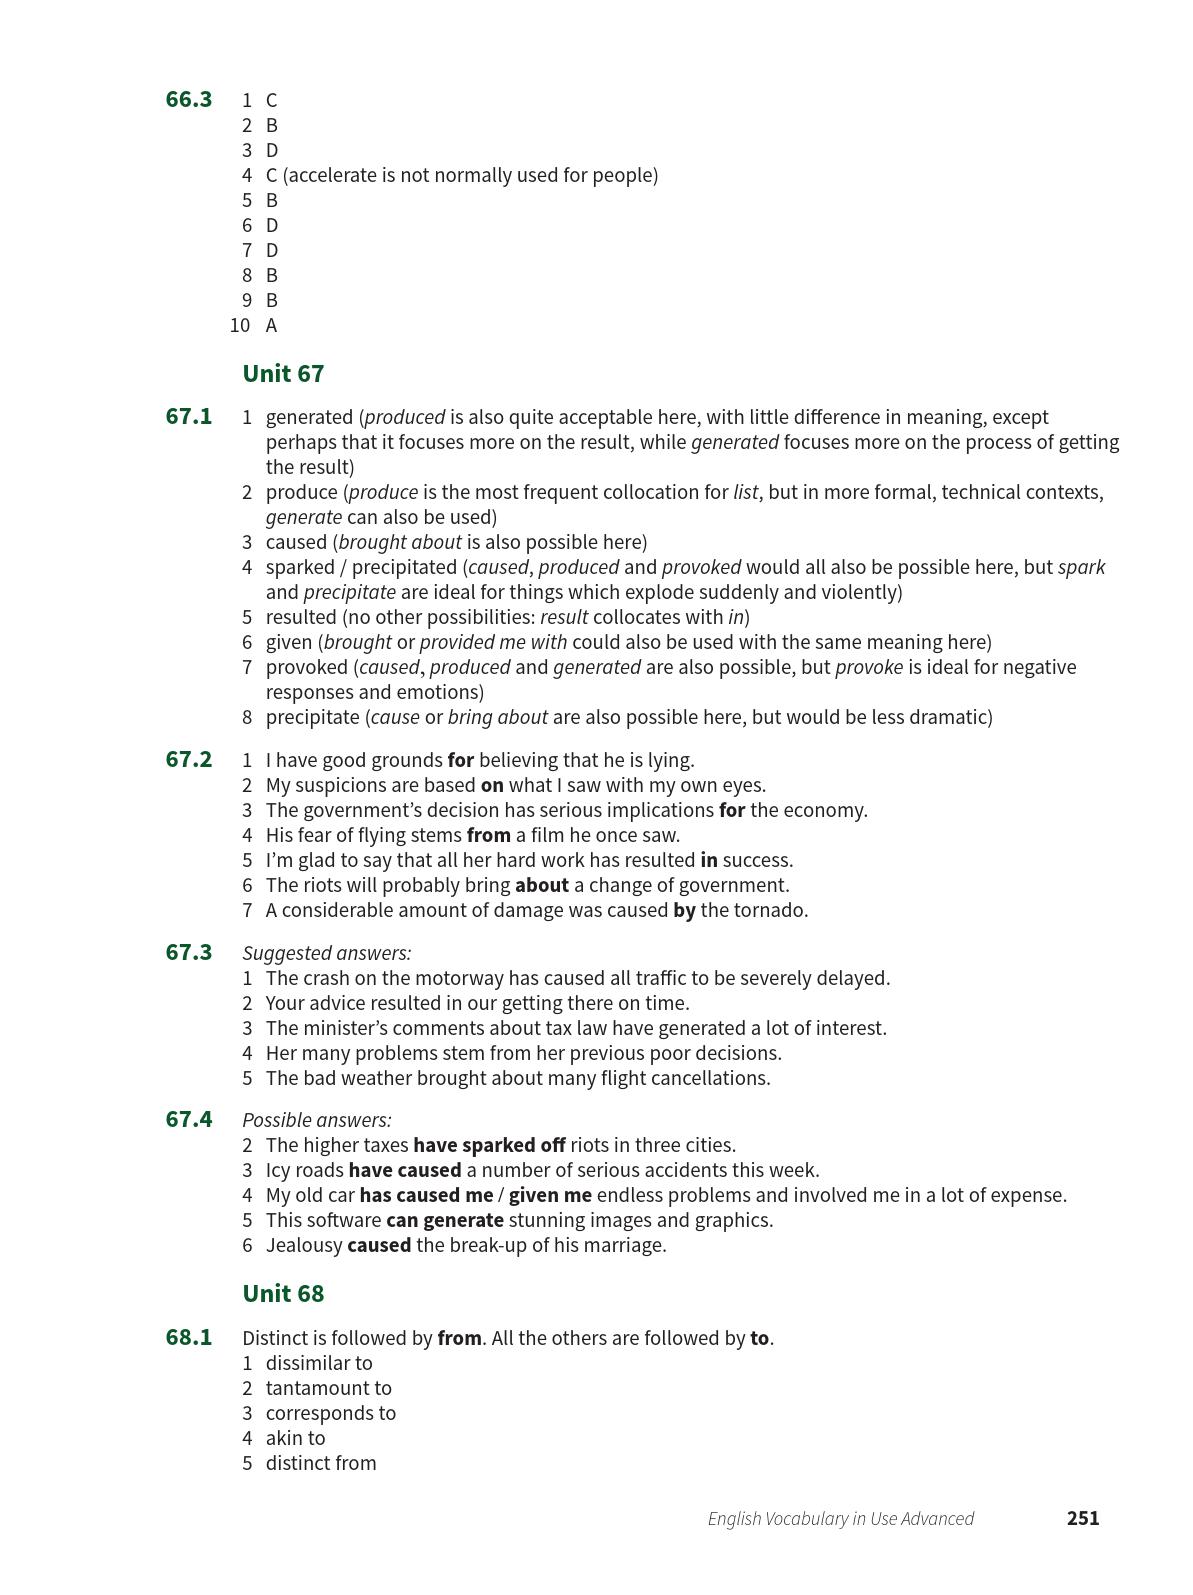 66.3 1 C
2 B
3 D
4 C (accelerate is not normally used for people)
5 B
6 D
7 D
8 B
9 B
10 A
Unit 67
67.1 1 generated (produced is also quite acceptable here, with little difference in meaning, except
perhaps that it focuses more on the result, while generated focuses more on the process of getting
the result)
2 produce (produce is the most frequent collocation for list, but in more formal, technical contexts,
generate can also be used)
3 caused (brought about is also possible here)
4 sparked / precipitated (caused, produced and provoked would all also be possible here, but spark
and precipitate are ideal for things which explode suddenly and violently)
5 resulted (no other possibilities: result collocates with in)
6 given (brought or provided me with could also be used with the same meaning here)
7 provoked (caused, produced and generated are also possible, but provoke is ideal for negative
responses and emotions)
8 precipitate (cause or bring about are also possible here, but would be less dramatic)
67.2 1 I have good grounds for believing that he is lying.
2 My suspicions are based on what I saw with my own eyes.
3 The government’s decision has serious implications for the economy.
4 His fear of flying stems from a film he once saw.
5 I’m glad to say that all her hard work has resulted in success.
6 The riots will probably bring about a change of government.
7 A considerable amount of damage was caused by the tornado.
67.3 Suggested answers:
1 The crash on the motorway has caused all traffic to be severely delayed.
2 Your advice resulted in our getting there on time.
3 The minister’s comments about tax law have generated a lot of interest.
4 Her many problems stem from her previous poor decisions.
5 The bad weather brought about many flight cancellations.
67.4 Possible answers:
2 The higher taxes have sparked off riots in three cities.
3 Icy roads have caused a number of serious accidents this week.
4 My old car has caused me / given me endless problems and involved me in a lot of expense.
5 This software can generate stunning images and graphics.
6 Jealousy caused the break-up of his marriage.
Unit 68
68.1 Distinct is followed by from. All the others are followed by to.
1 dissimilar to
2 tantamount to
3 corresponds to
4 akin to
5 distinct from
English Vocabulary in Use Advanced 251